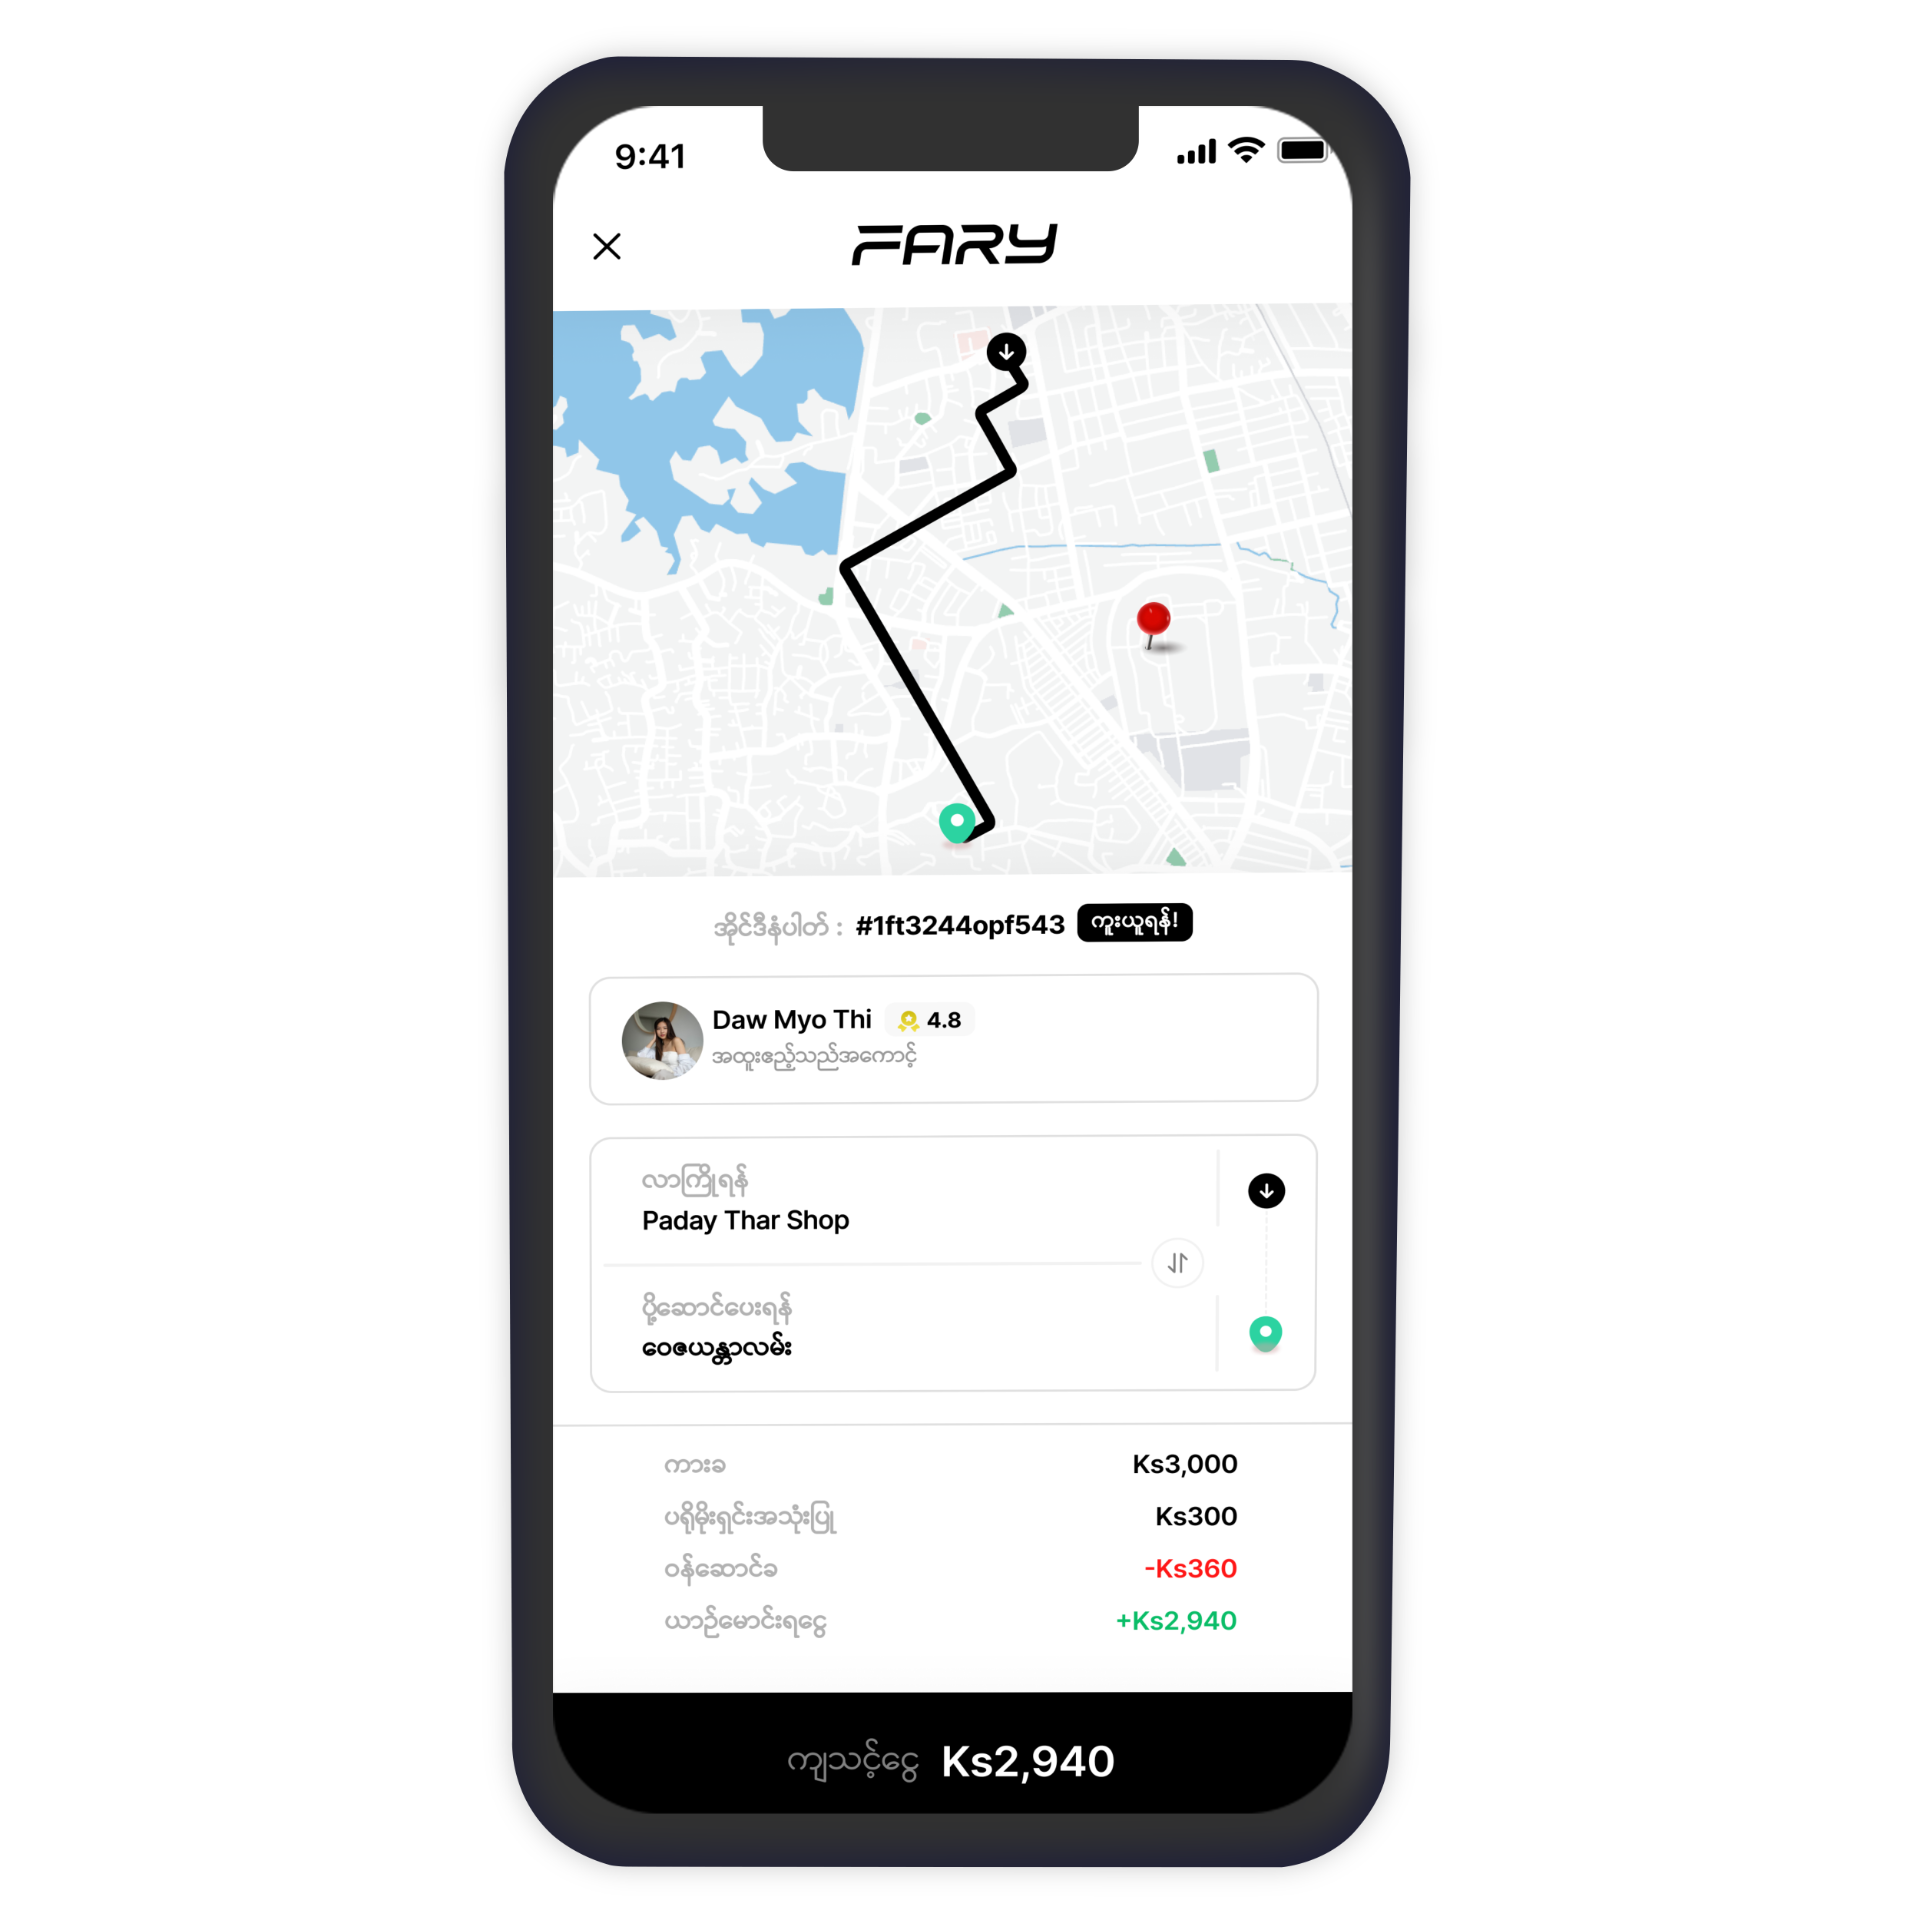 9:41
FARY
အိုင်ဒီနံပါတ် : #1ft3244opf543 ကူးယူရန်!
Daw Myo Thi 4.8
အထူးဧည့်သည်အကောင့်
လာကြိုရန်
Paday Thar Shop
ပို့ဆောင်ပေးရန်
ဝေဇယန္တာလမ်း
ကားခ Ks3,000
ပရိုမိုးရှင်းအသုံးပြု Ks300
ဝန်ဆောင်ခ -Ks360
ယာဉ်မောင်းရငွေ +Ks2,940
ကျသင့်ငွေ Ks2,940